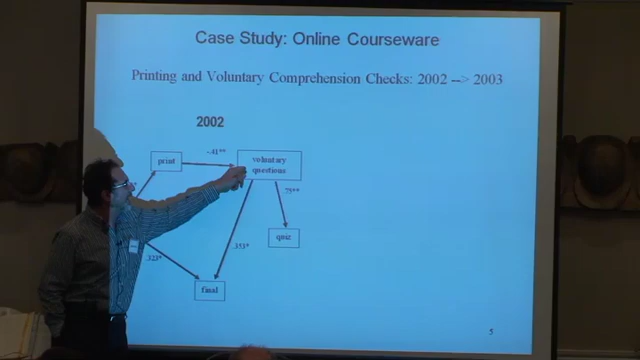 Case Study: Online Courseware
Printing and Voluntary Comprehension Checks: 2002 --> 2003
2002
print
-.41**
voluntary
questions
.75**
.353*
quiz
.323*
final
5